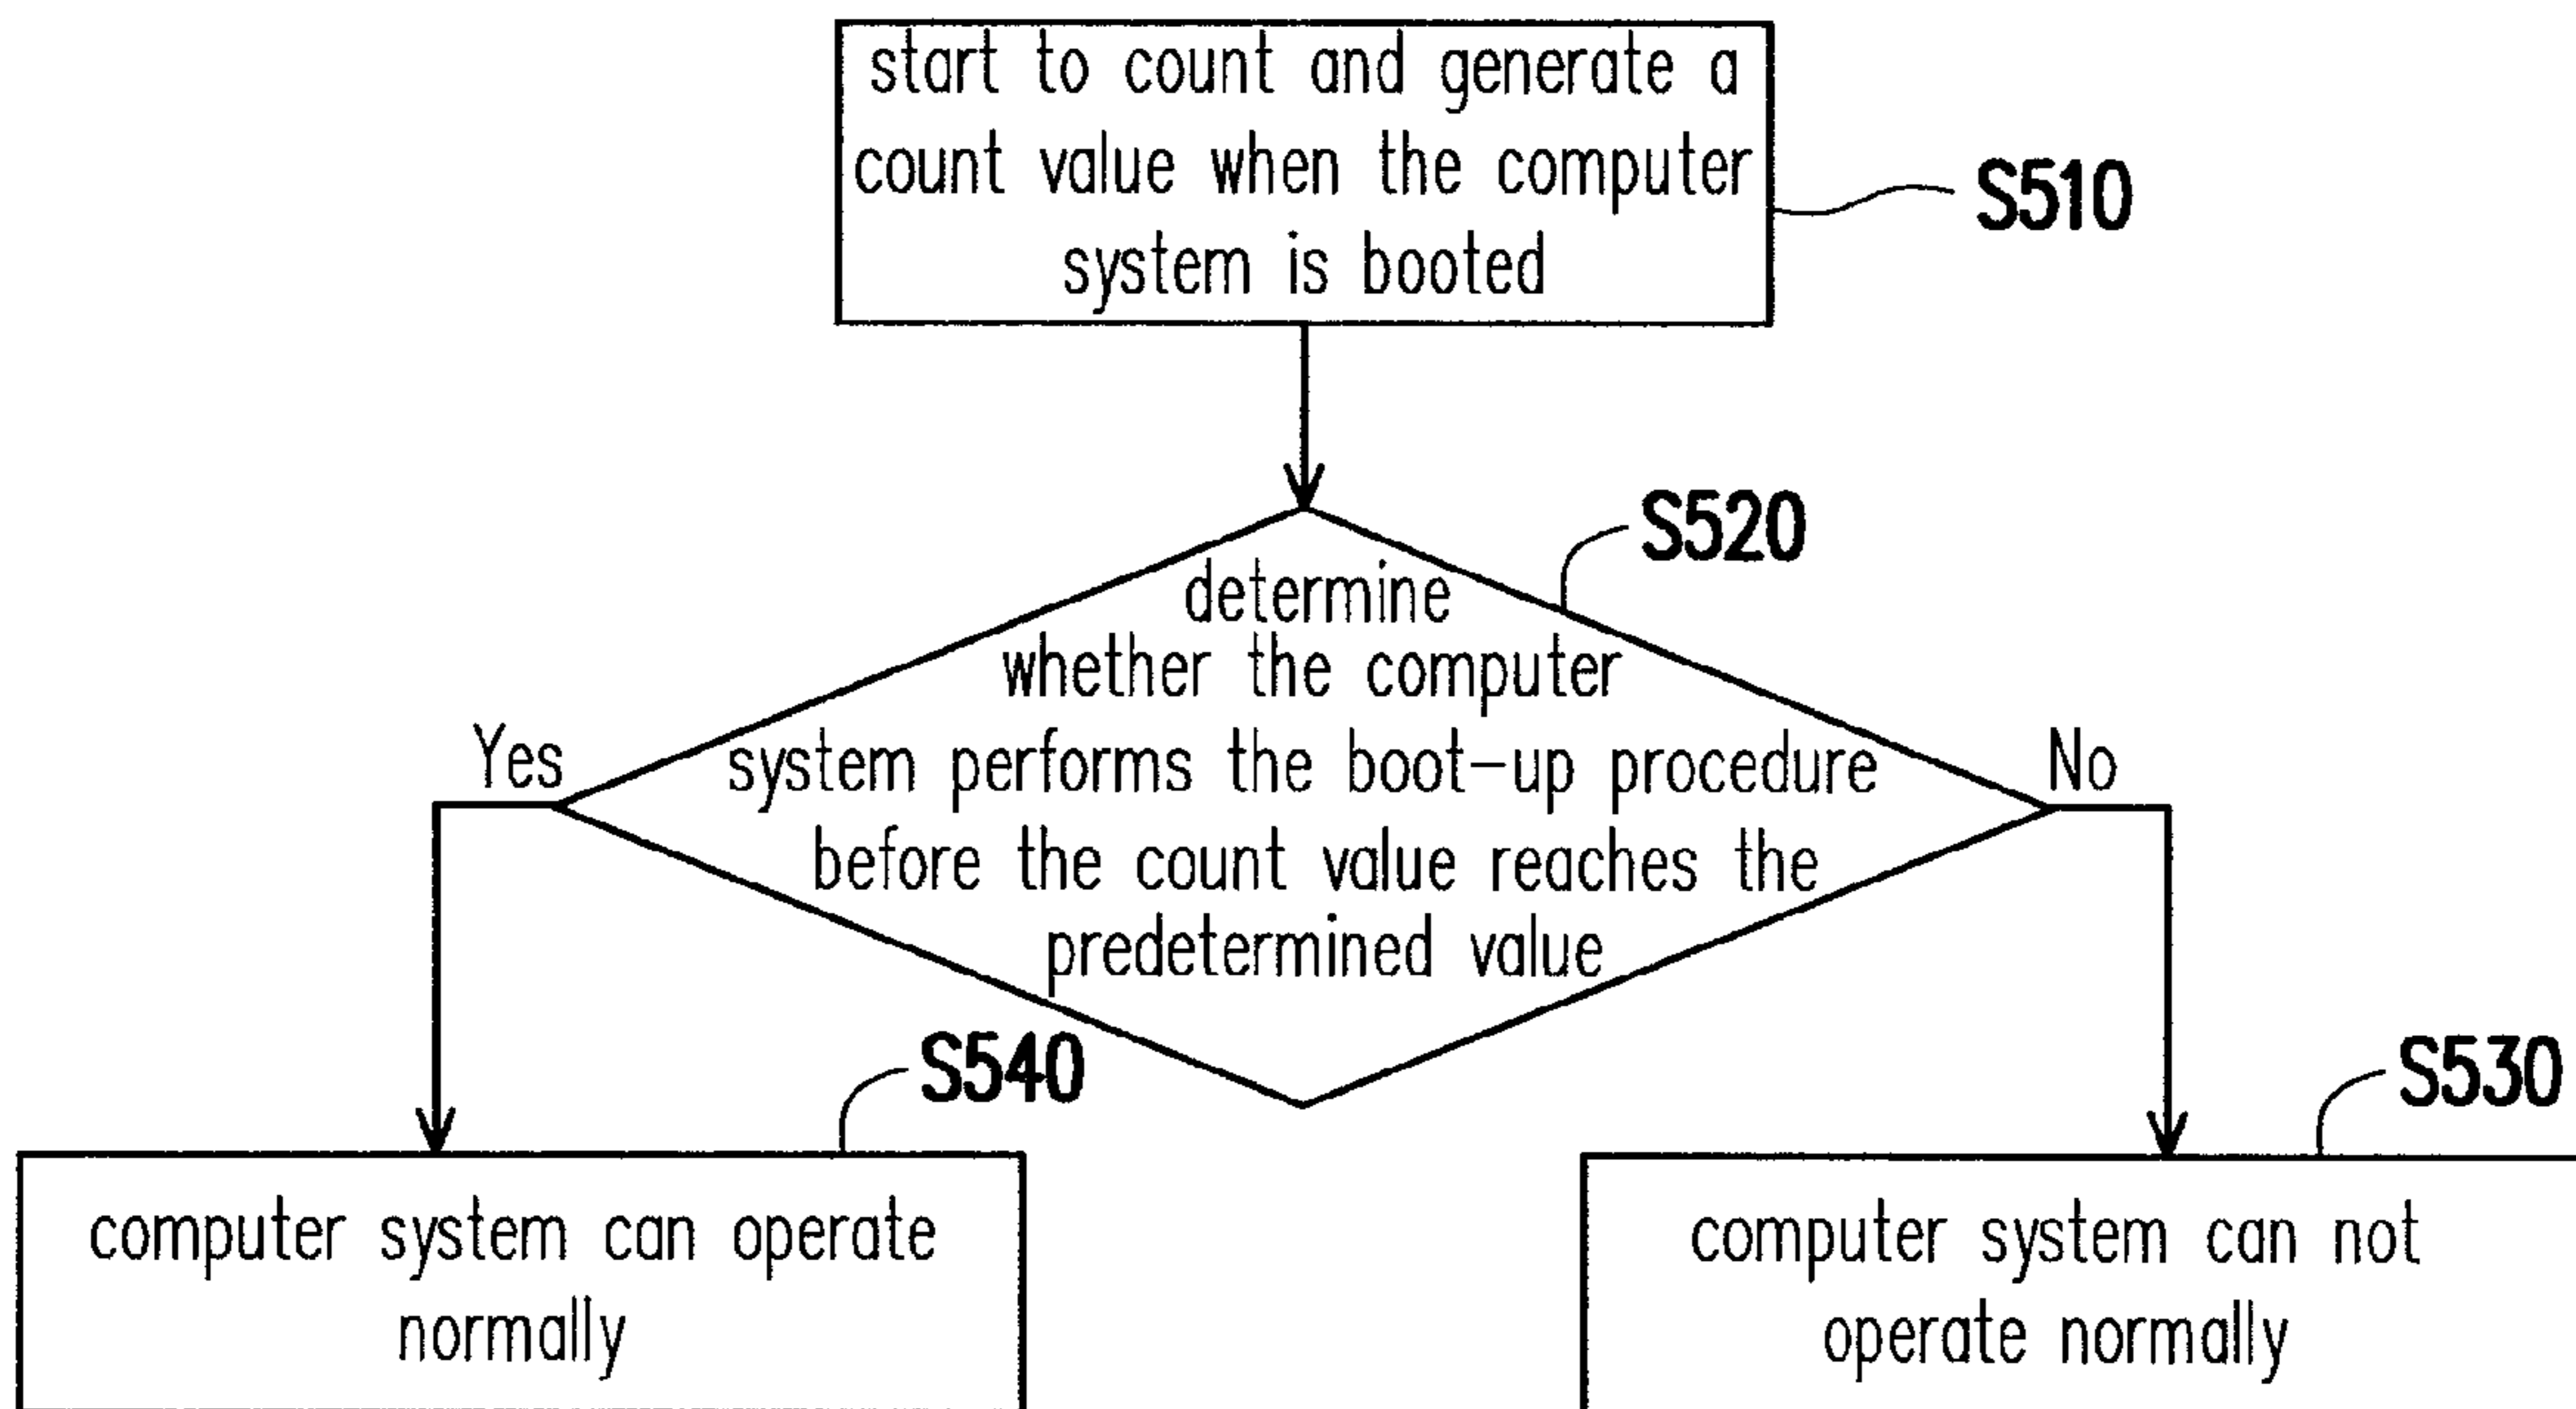 start to count and generate a
count value when the computer
system is booted
S510
S520
determine
whether the computer
system performs the boot-up procedure
before the count value reaches the
predetermined value
Yes
No
S540
computer system can operate
normally
S530
computer system can not
operate normally